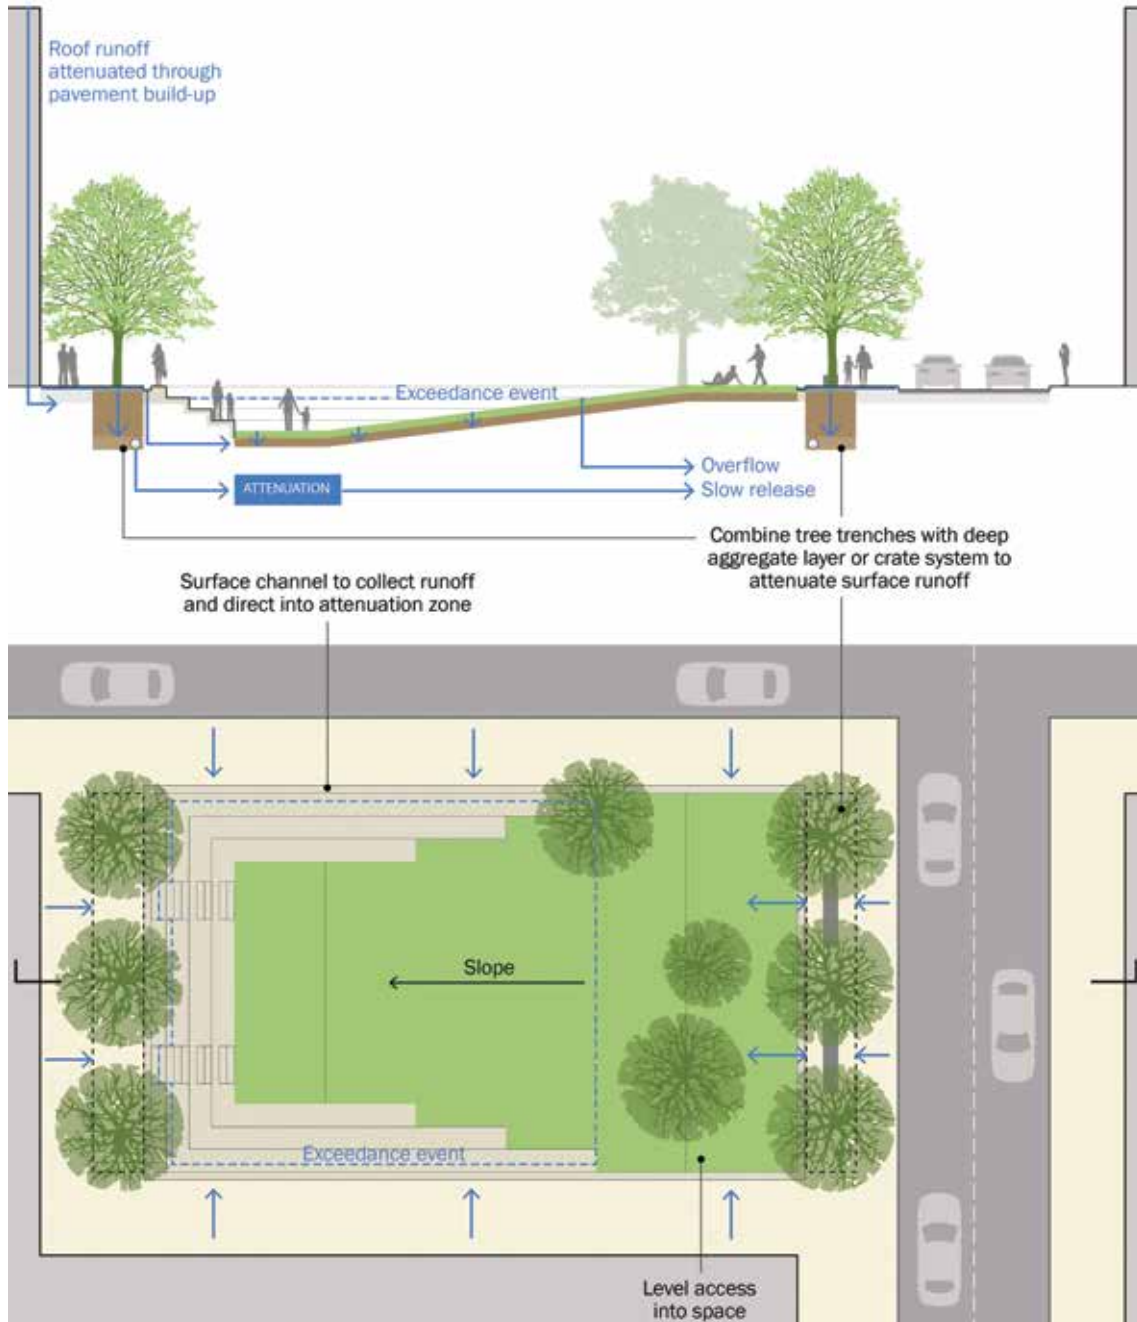 Roof runoff
attenuated through
pavement build-up
Exceedance event
Overflow
ATTENUATION
Slow release
Combine tree trenches with deep
aggregate layer or crate system to
attenuate surface runoff
Surface channel to collect runoff
and direct into attenuation zone
Slope
Exceedance event
Level access
into space